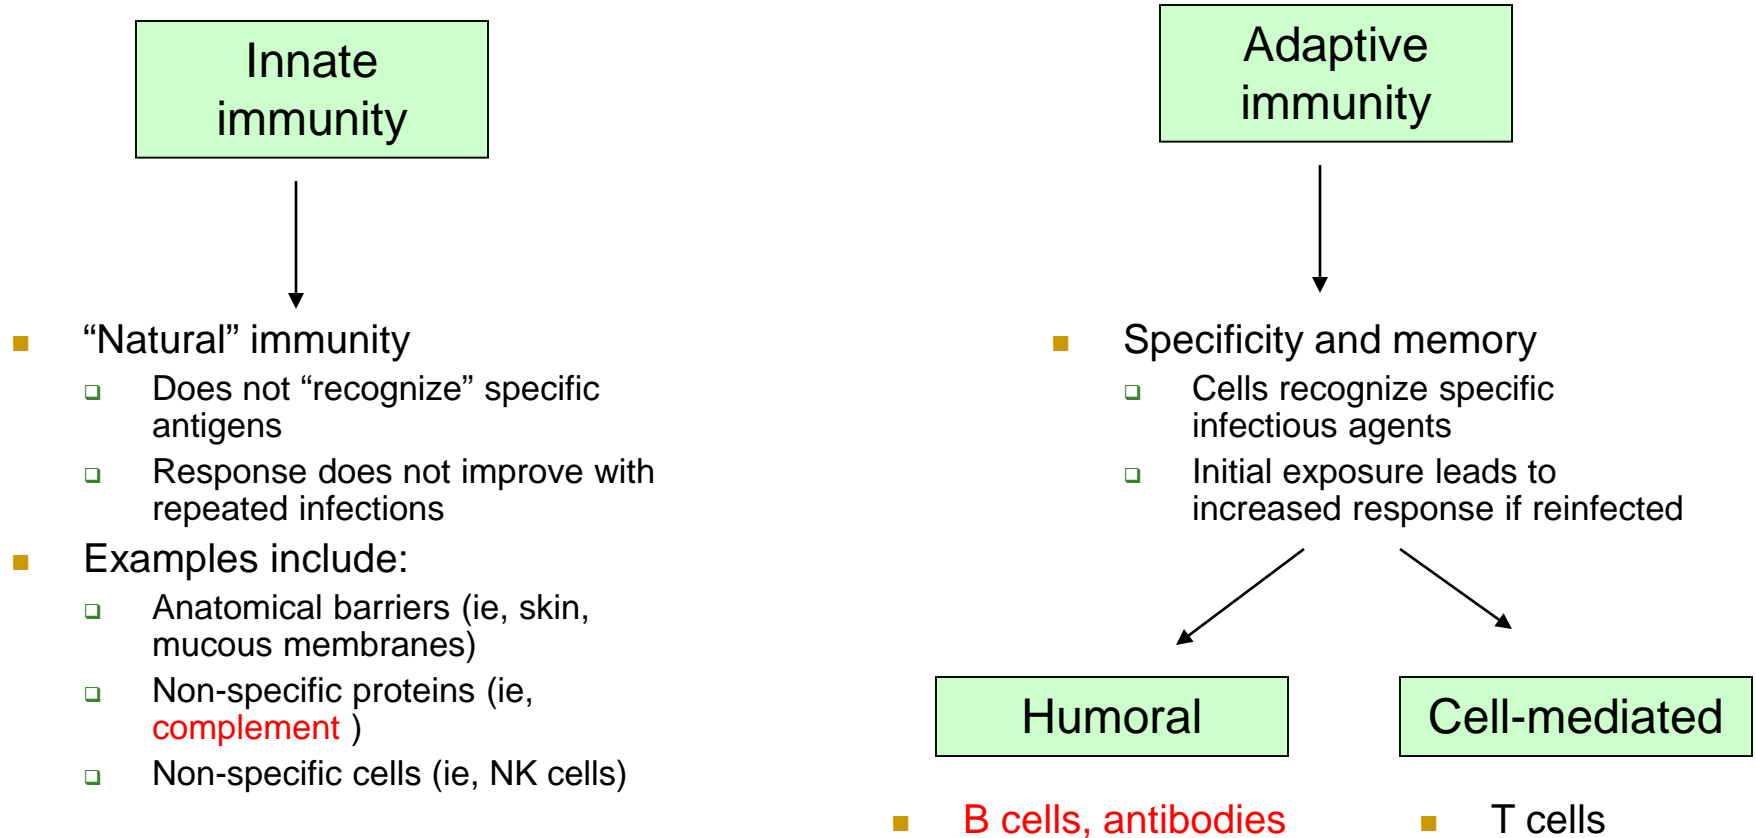 Innate
immunity
“Natural” immunity
Does not “recognize” specific
antigens
Response does not improve with
repeated infections
Examples include:
Anatomical barriers (ie, skin,
mucous membranes)
Non-specific proteins (ie,
complement )
Non-specific cells (ie, NK cells)
Adaptive
immunity
Specificity and memory
Cells recognize specific
infectious agents
Initial exposure leads to
increased response if reinfected
Humoral
B cells, antibodies
Cell-mediated
T cells